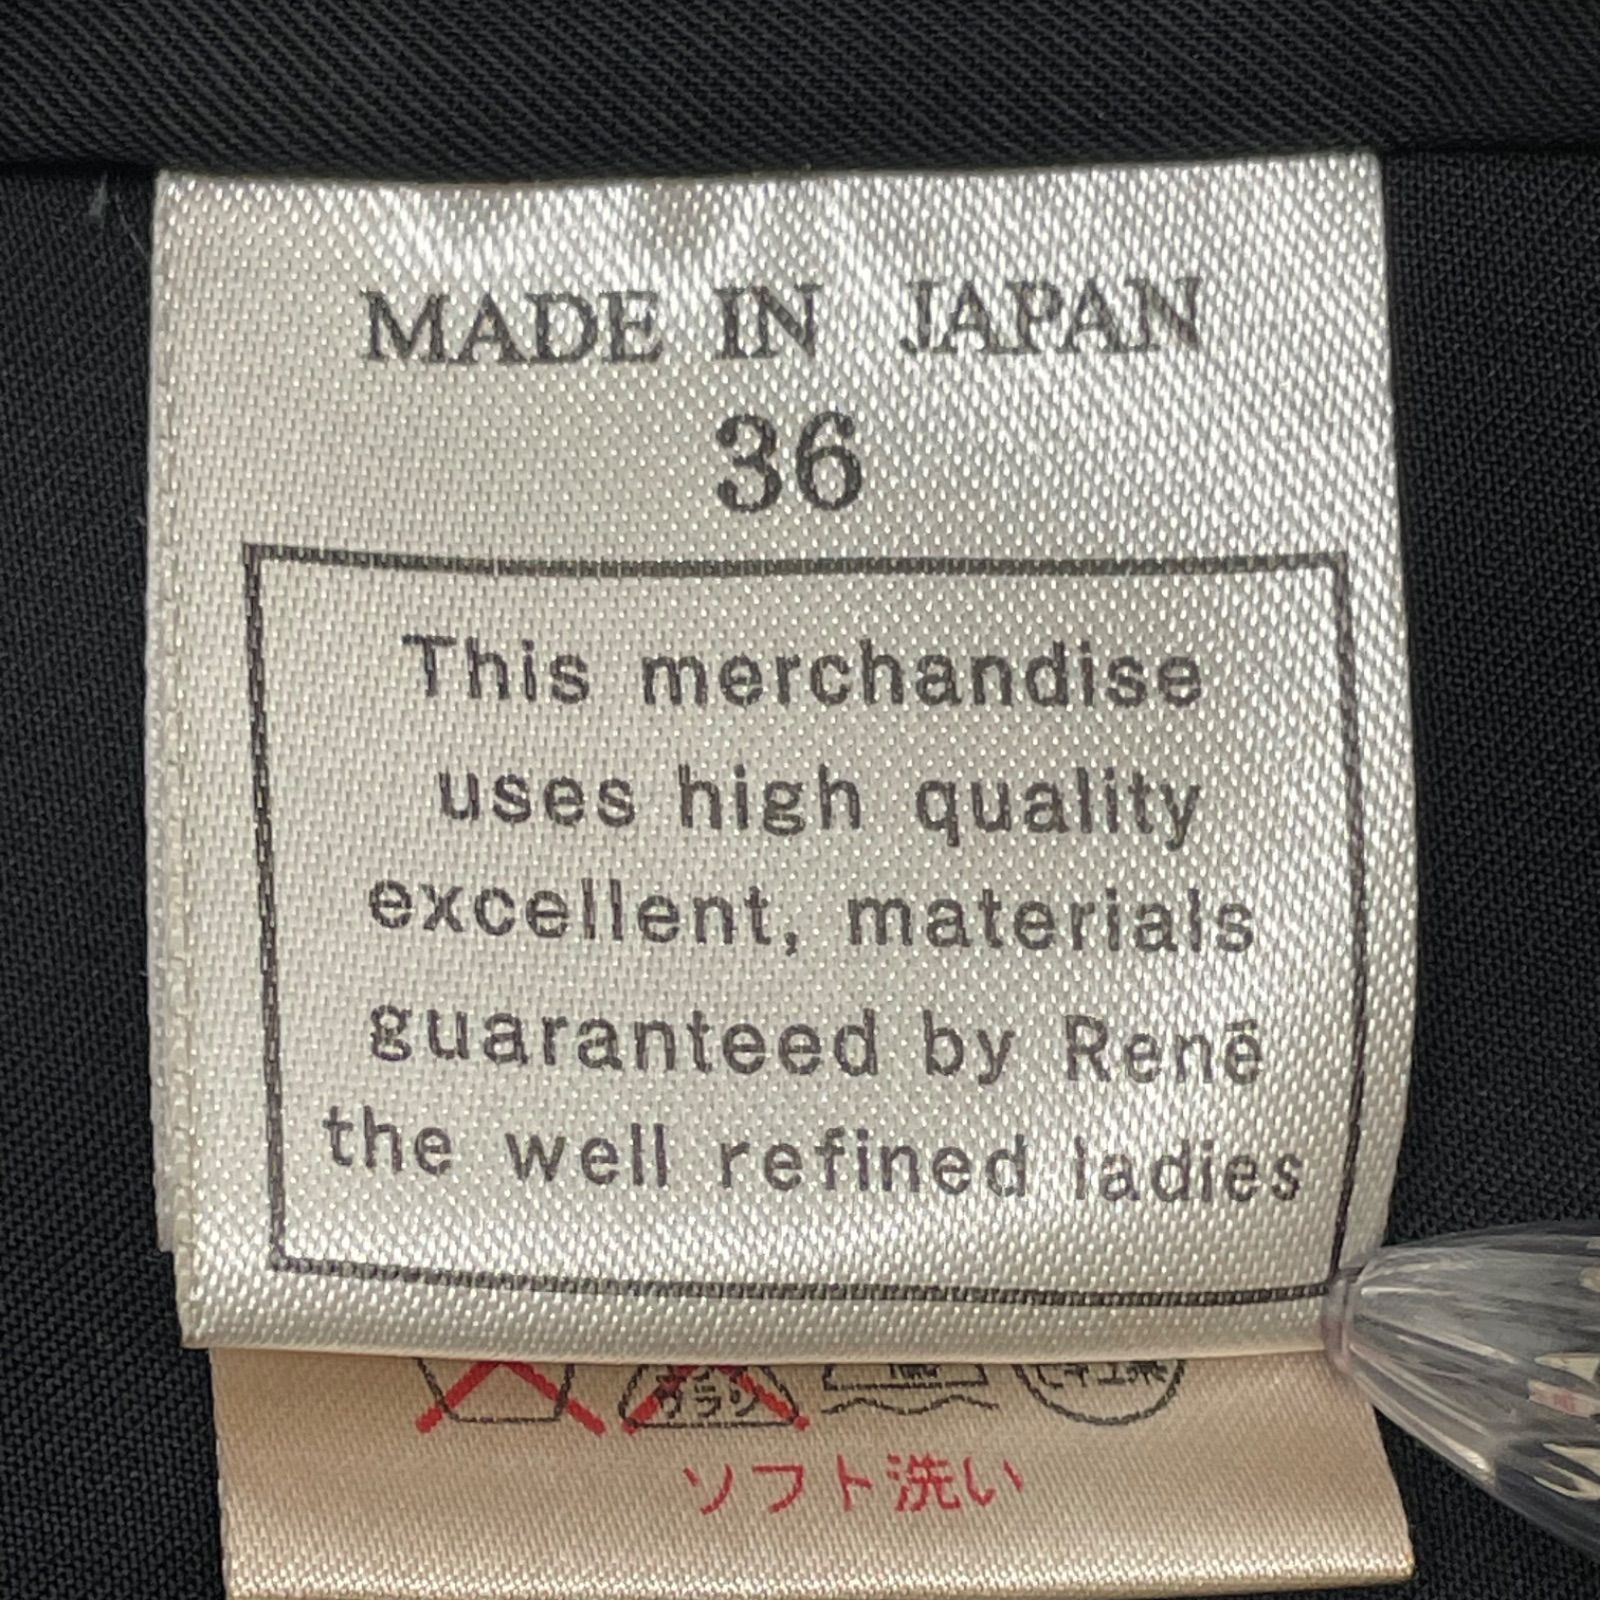 MADE IN JAPAN
36
This merchandise
uses high quality
excellent, materials
guaranteed by Renē
the well refined ladies
ソフト洗い